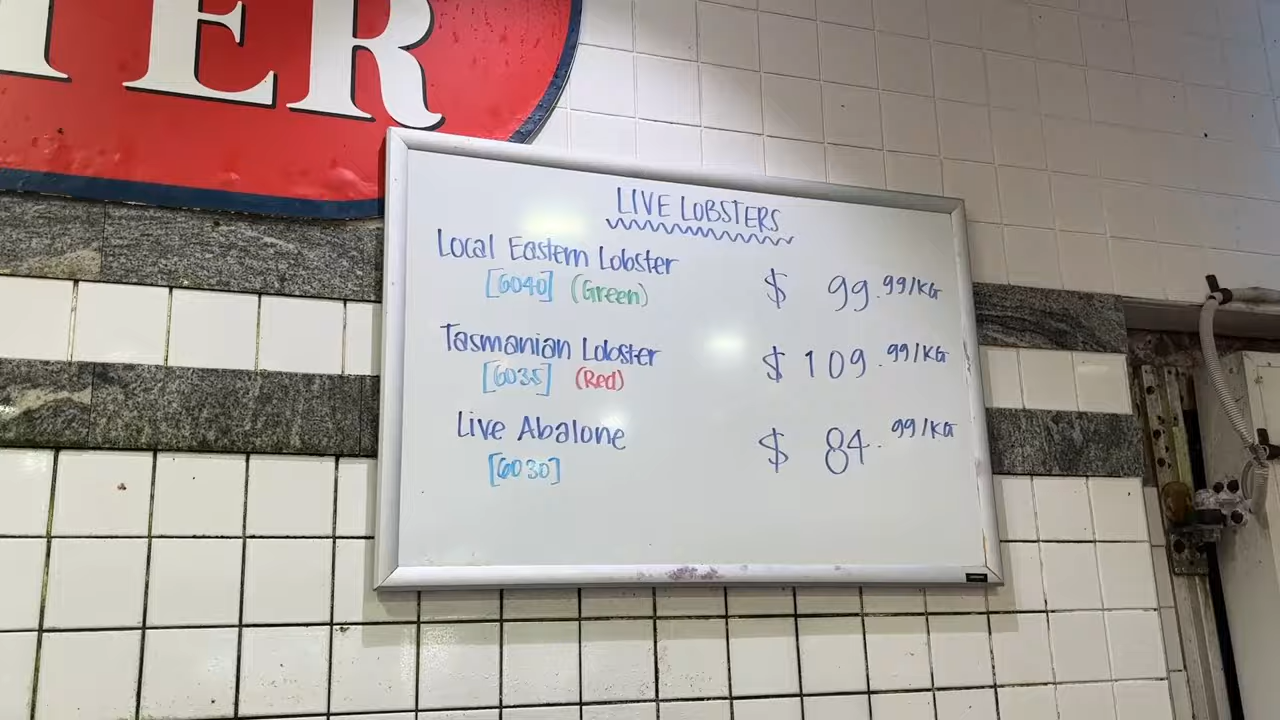 TER
LIVE LOBSTERS
Local Eastern Lobster
[6040] (Green) $ 99.99/KG
Tasmanian Lobster
[6035] (Red) $ 109.99/KG
Live Abalone
[6030] $ 84.99/KG